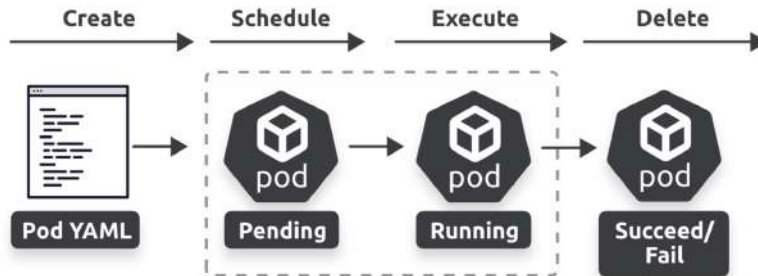 Create
Schedule
Execute
Delete
pod
pod
pod
Pod YAML
Pending
Running
Succeed/
Fail